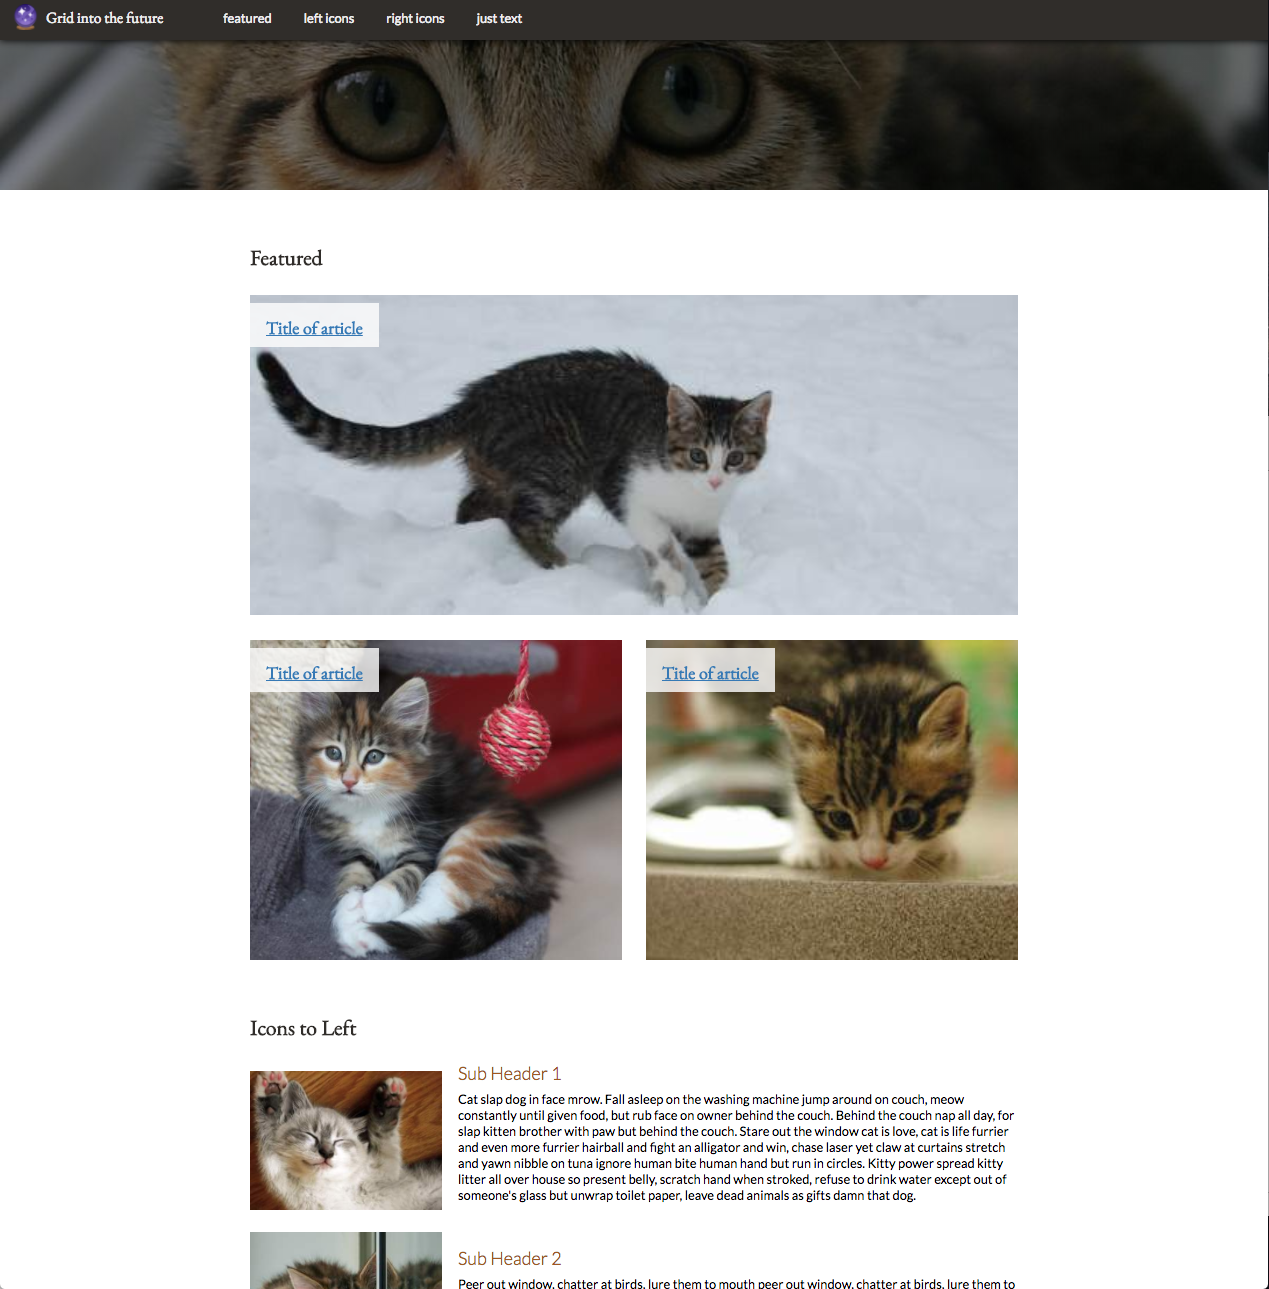 Grid into the future
featured
left icons
right icons
just text
Featured
Title of article
Title of article
Title of article
Icons to Left
Sub Header 1
Cat slap dog in face mrow. Fall asleep on the washing machine jump around on couch, meow
constantly until given food, but rub face on owner behind the couch. Behind the couch nap all day, for
slap kitten brother with paw but behind the couch. Stare out the window cat is love, cat is life furrier
and even more furrier hairball and fight an alligator and win, chase laser yet claw at curtains stretch
and yawn nibble on tuna ignore human bite human hand but run in circles. Kitty power spread kitty
litter all over house so present belly, scratch hand when stroked, refuse to drink water except out of
someone's glass but unwrap toilet paper, leave dead animals as gifts damn that dog.
Sub Header 2
Peer out window, chatter at birds, lure them to mouth peer out window, chatter at birds, lure them to